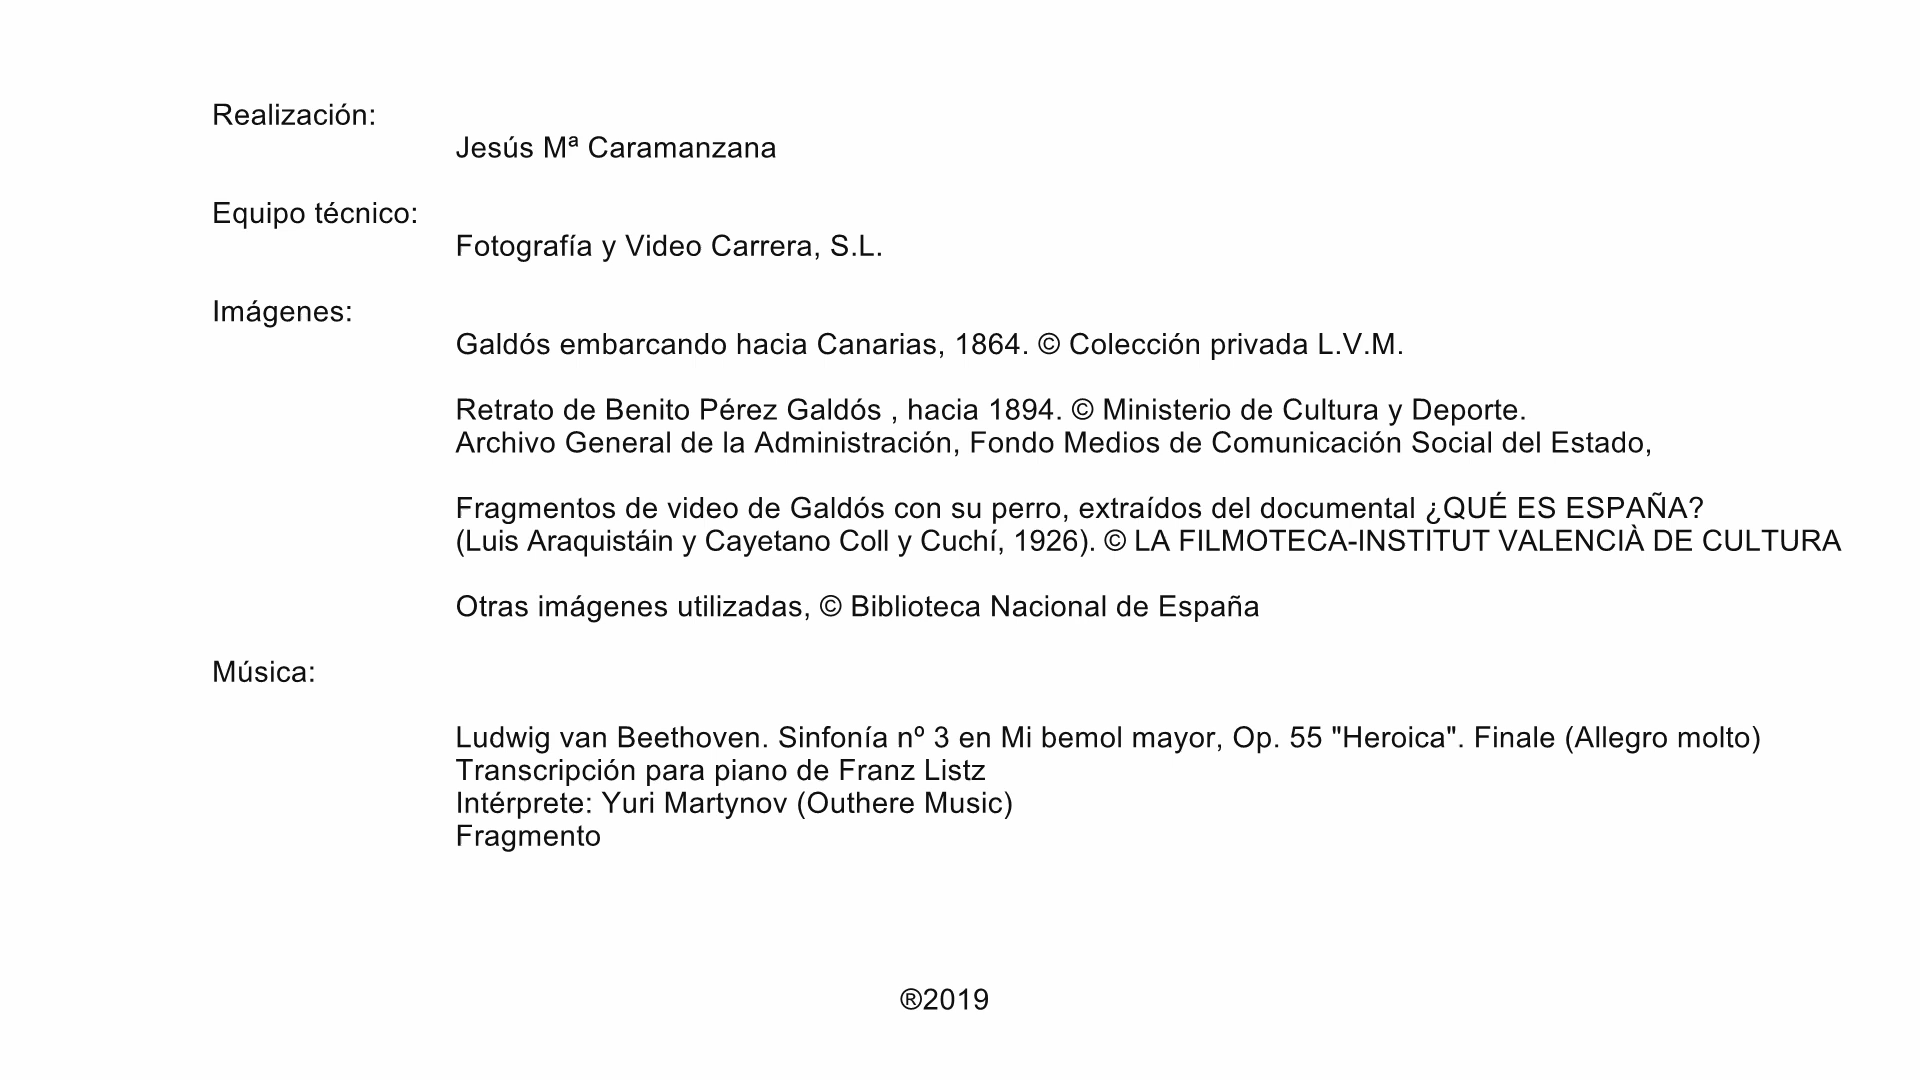 Realización:
Jesús Mª Caramanzana
Equipo técnico:
Fotografía y Video Carrera, S.L.
Imágenes:
Galdós embarcando hacia Canarias, 1864. © Colección privada L.V.M.
Retrato de Benito Pérez Galdós , hacia 1894. © Ministerio de Cultura y Deporte.
Archivo General de la Administración, Fondo Medios de Comunicación Social del Estado,
Fragmentos de video de Galdós con su perro, extraídos del documental ¿QUÉ ES ESPAÑA?
(Luis Araquistáin y Cayetano Coll y Cuchí, 1926). © LA FILMOTECA-INSTITUT VALENCIÀ DE CULTURA
Otras imágenes utilizadas, © Biblioteca Nacional de España
Música:
Ludwig van Beethoven. Sinfonía nº 3 en Mi bemol mayor, Op. 55 "Heroica". Finale (Allegro molto)
Transcripción para piano de Franz Listz
Intérprete: Yuri Martynov (Outhere Music)
Fragmento
®2019